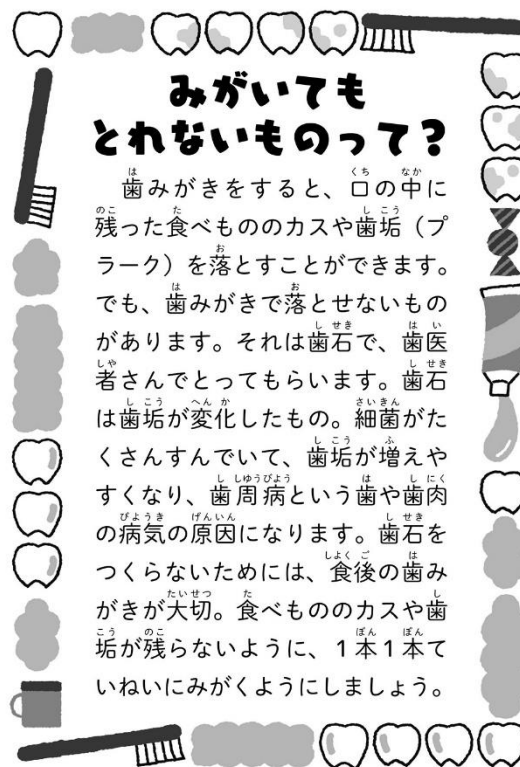 みがいても
とれないものって?
歯みがきをすると、口の中に
残った食べもののカスや歯垢（プ
ラーク）を落とすことができます。
でも、歯みがきで落とせないもの
があります。それは歯石で、歯医
者さんでとってもらいます。歯石
は歯垢が変化したもの。細菌がた
くさんすんでいて、歯垢が増えや
すくなり、歯周病という歯や歯肉
の病気の原因になります。歯石を
つくらないためには、食後の歯み
がきが大切。食べもののカスや歯
垢が残らないように、1本1本て
いねいにみがくようにしましょう。